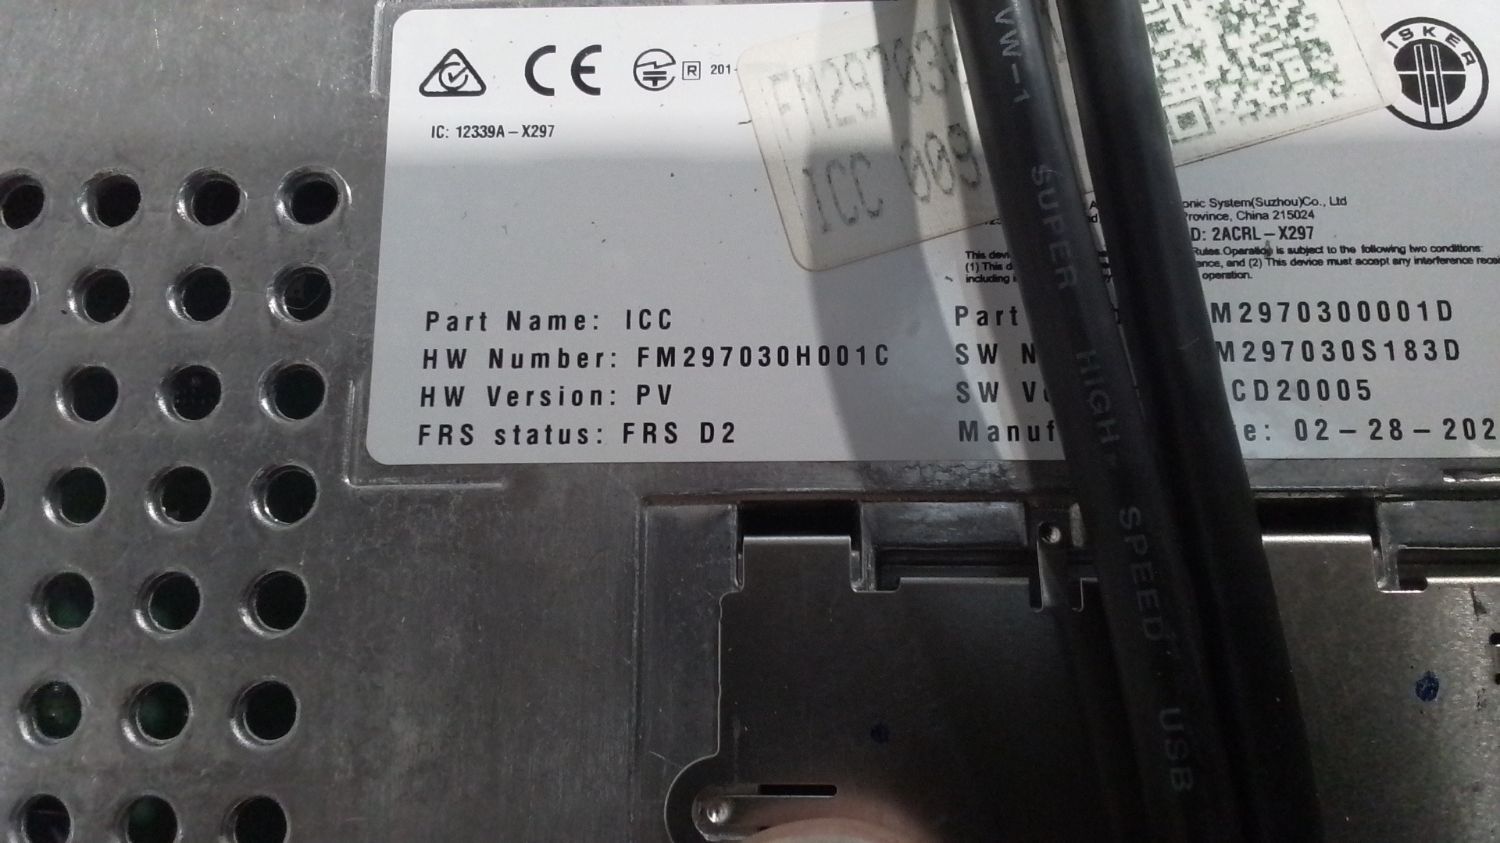 CE
R 201-
ISKER
IC: 12339A-X297
FM297030
ICC 009
onic System(Suzhou)Co., Ltd
Province, China 215024
D: 2ACRL-X297
This devi Rules.Operation is subject to the following two conditions:
(1) This d ence, and (2) This device must accept any interference recei
including i operation.
Part Name: ICC
HW Number: FM297030H001C
HW Version: PV
FRS status: FRS D2
Part M2970300001D
SW N M297030S183D
SW V CD20005
Manuf e: 02-28-202
VW-1 SUPER HIGH SPEED USB